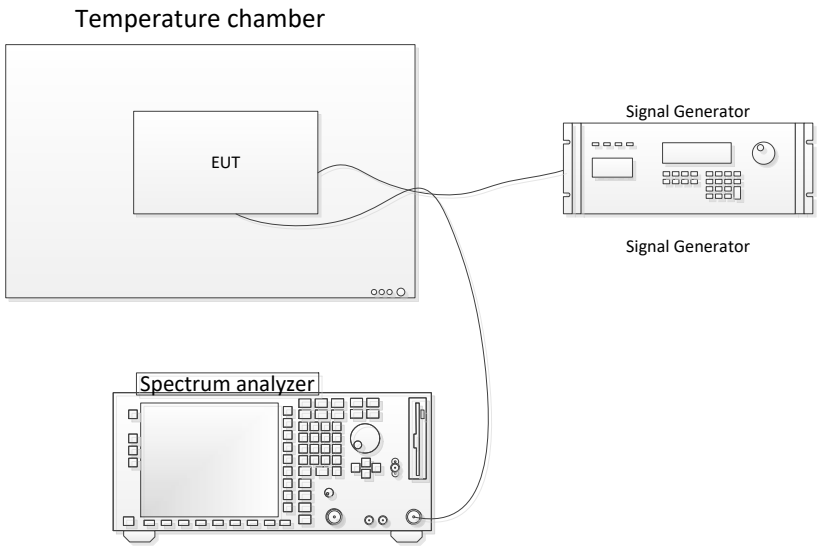 Temperature chamber
Signal Generator
EUT
Signal Generator
Spectrum analyzer